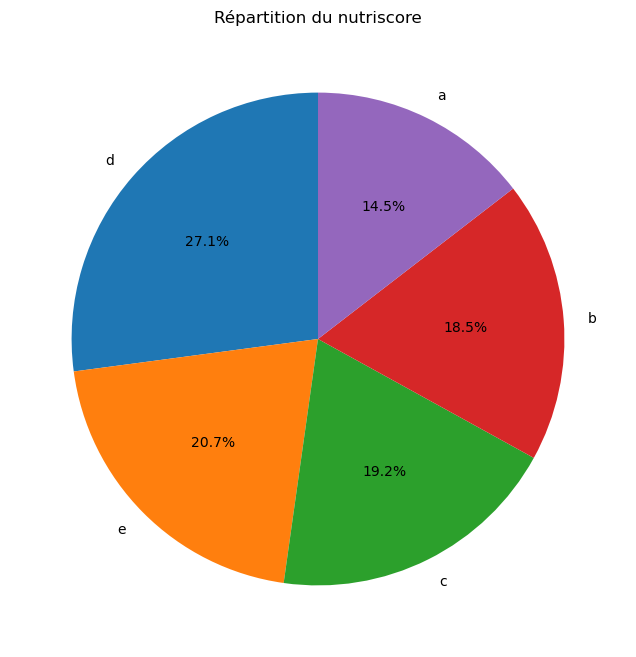 Répartition du nutriscore
a
d
14.5%
27.1%
b
18.5%
20.7%
19.2%
e
c